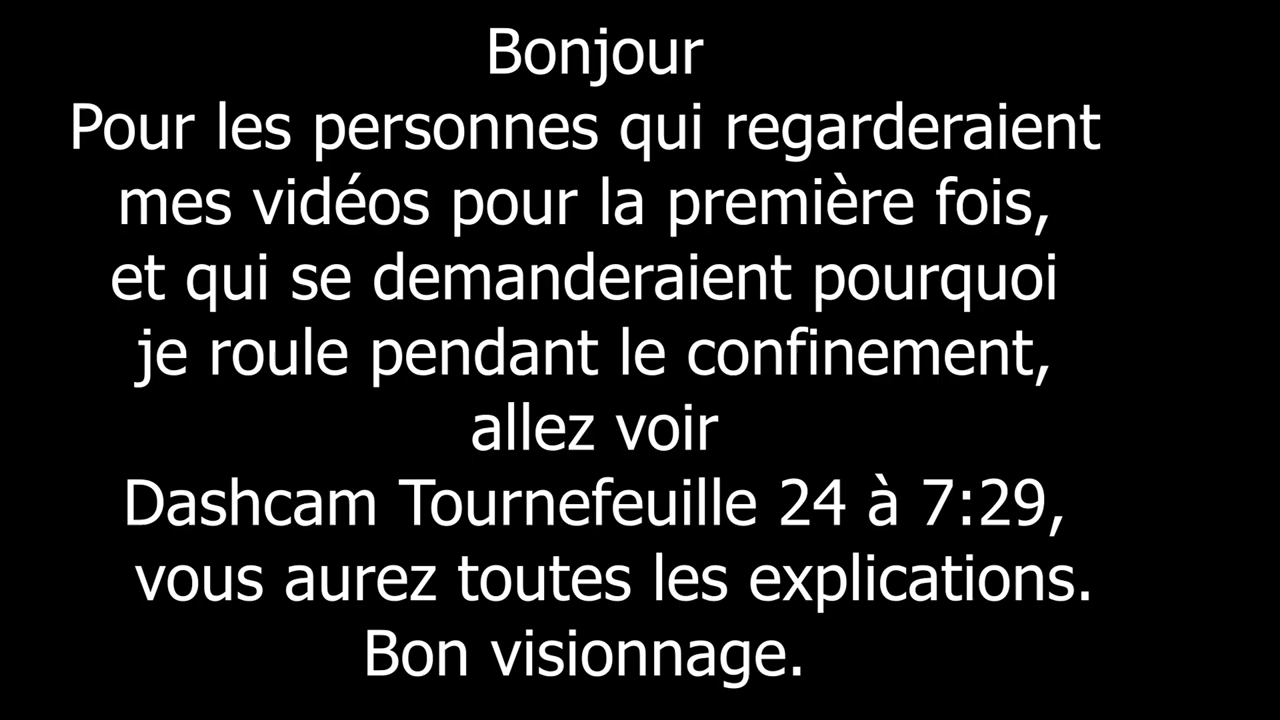 Bonjour
Pour les personnes qui regarderaient
mes vidéos pour la première fois,
et qui se demanderaient pourquoi
je roule pendant le confinement,
allez voir
Dashcam Tournefeuille 24 à 7:29,
vous aurez toutes les explications.
Bon visionnage.